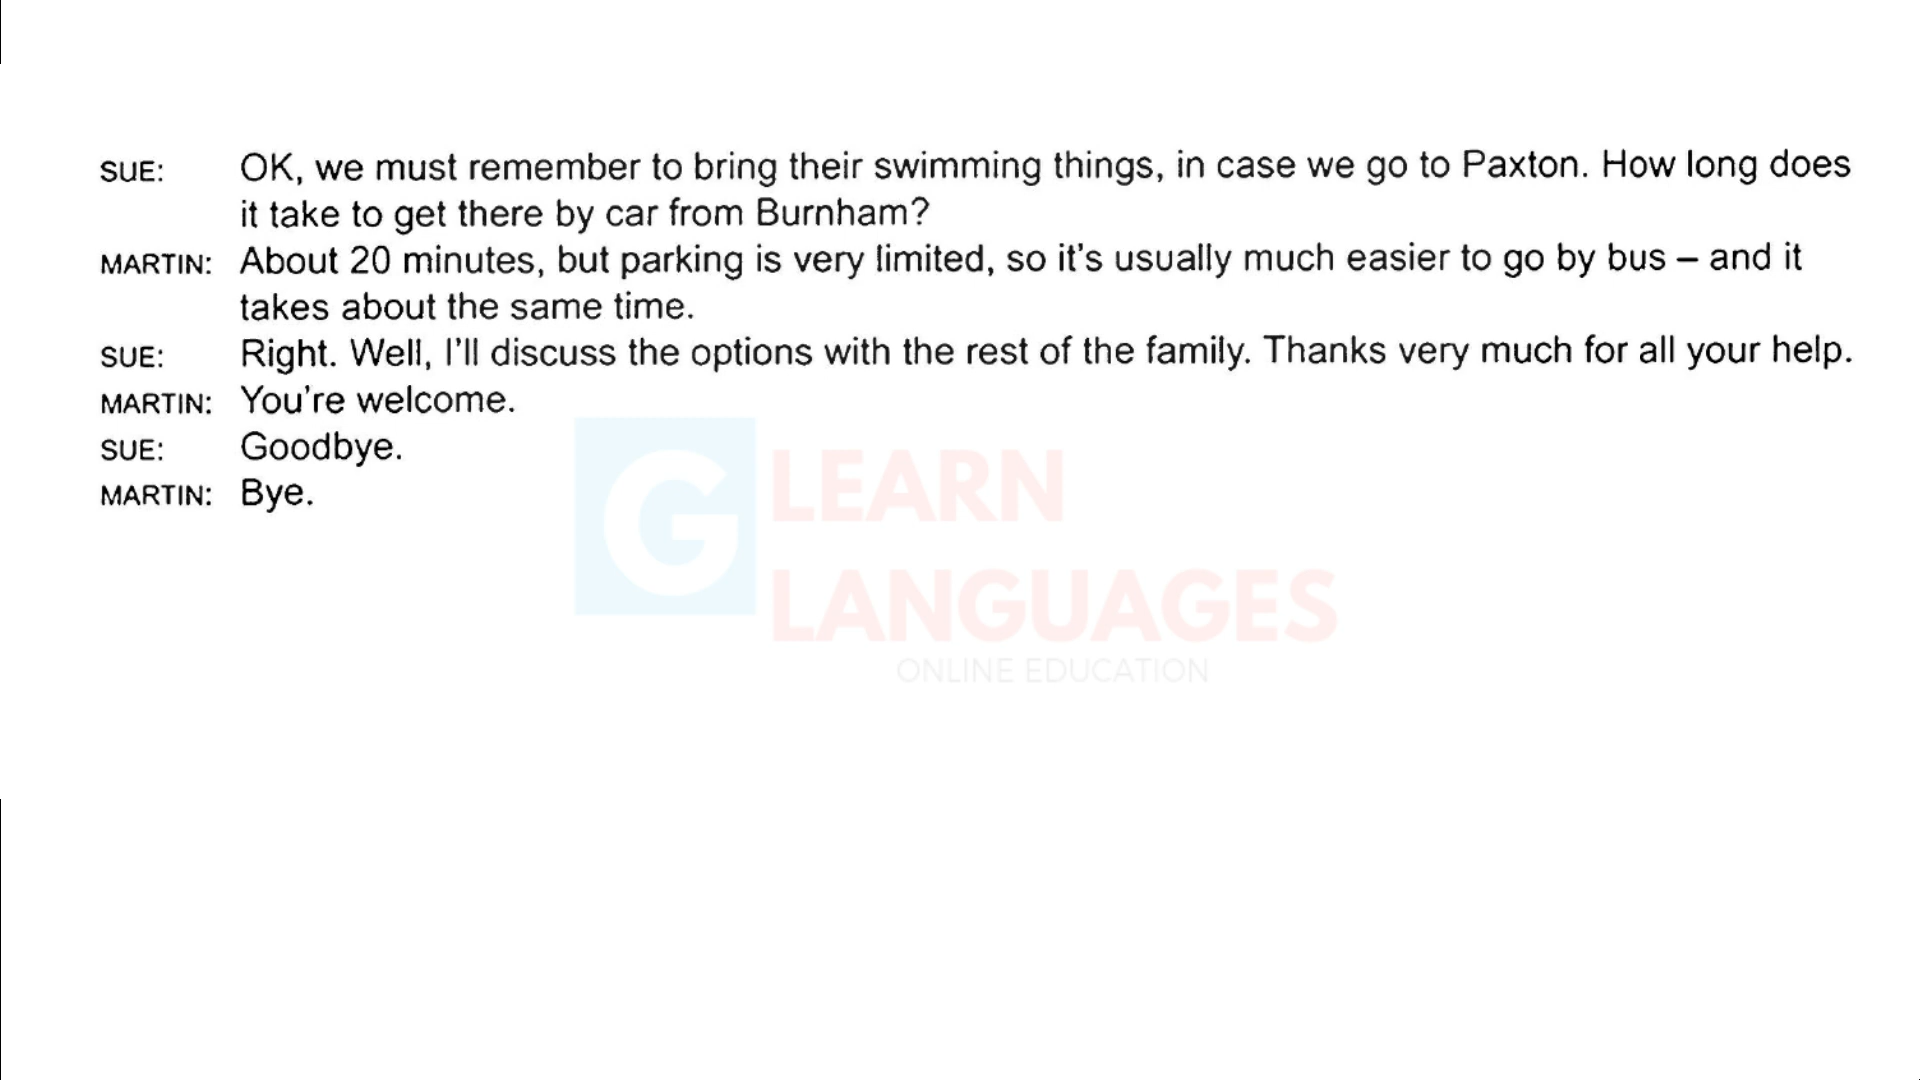 SUE: OK, we must remember to bring their swimming things, in case we go to Paxton. How long does
it take to get there by car from Burnham?
MARTIN: About 20 minutes, but parking is very limited, so it's usually much easier to go by bus – and it
takes about the same time.
SUE: Right. Well, I'll discuss the options with the rest of the family. Thanks very much for all your help.
MARTIN: You're welcome.
SUE: Goodbye.
MARTIN: Bye.
G LEARN
LANGUAGES
ONLINE EDUCATION